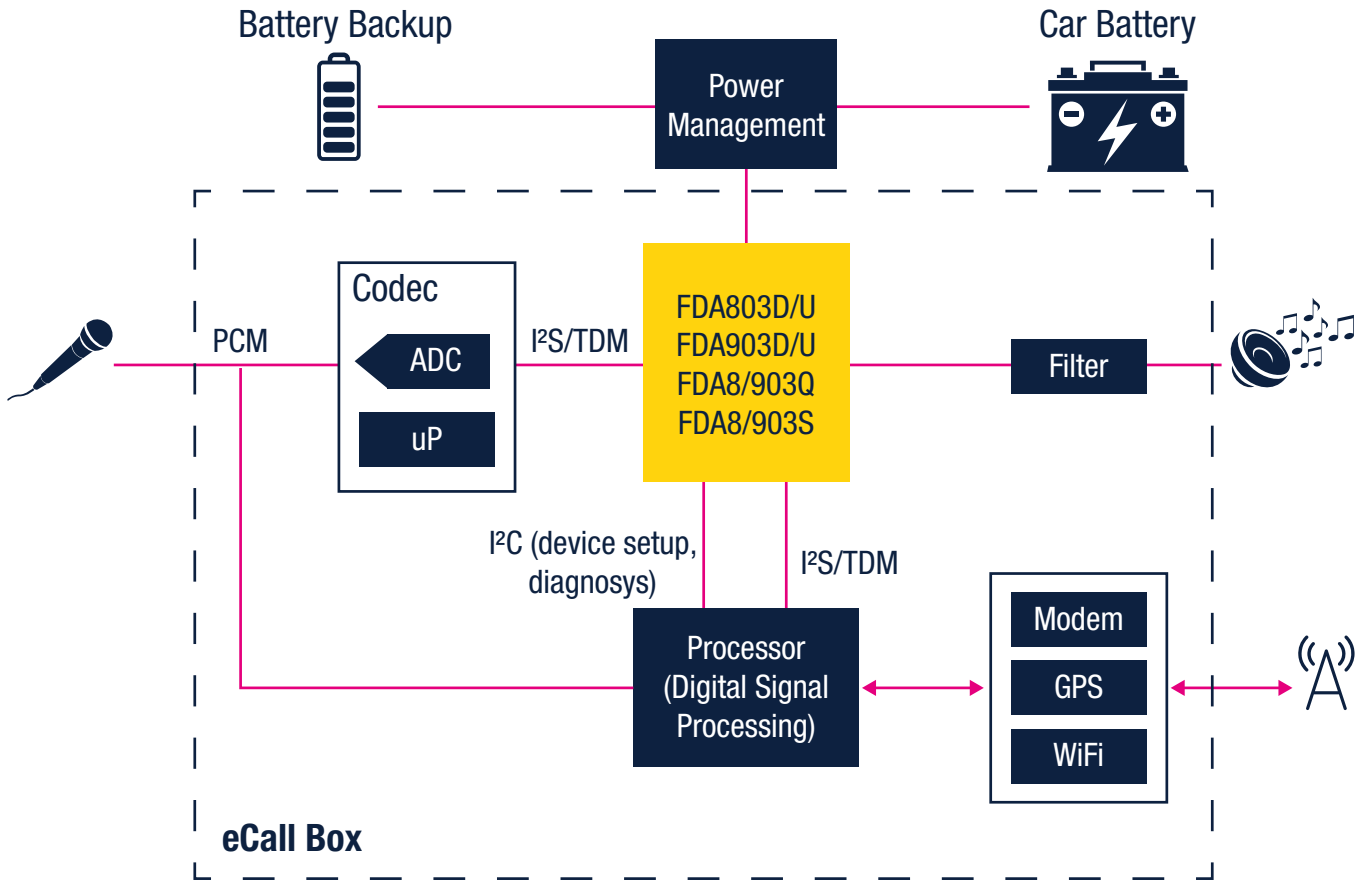 Battery Backup
Car Battery
Power
Management
Codec
ADC
uP
PCM
I²S/TDM
FDA803D/U
FDA903D/U
FDA8/903Q
FDA8/903S
Filter
I²C (device setup,
diagnosys)
I²S/TDM
Processor
(Digital Signal
Processing)
Modem
GPS
WiFi
eCall Box